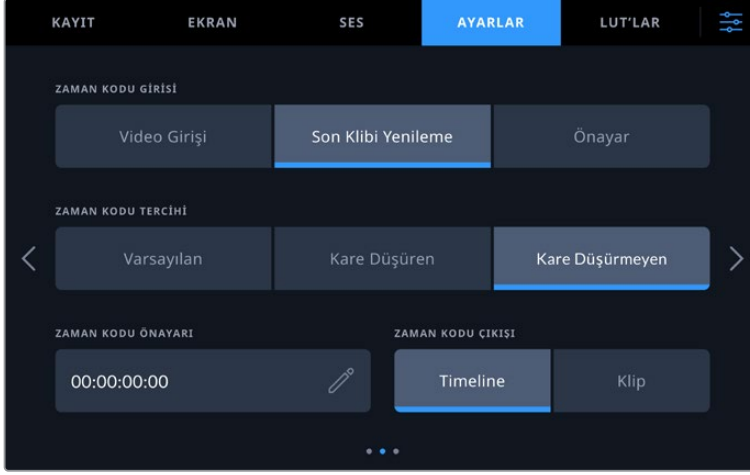 KAYIT EKRAN SES AYARLAR LUT'LAR
ZAMAN KODU GİRİSİ
Video Girişi Son Klibi Yenileme Önayar
ZAMAN KODU TERCİHİ
Varsayılan Kare Düşüren Kare Düşürmeyen
ZAMAN KODU ÖNAYARI ZAMAN KODU ÇIKIŞI
00:00:00:00 Timeline Klip